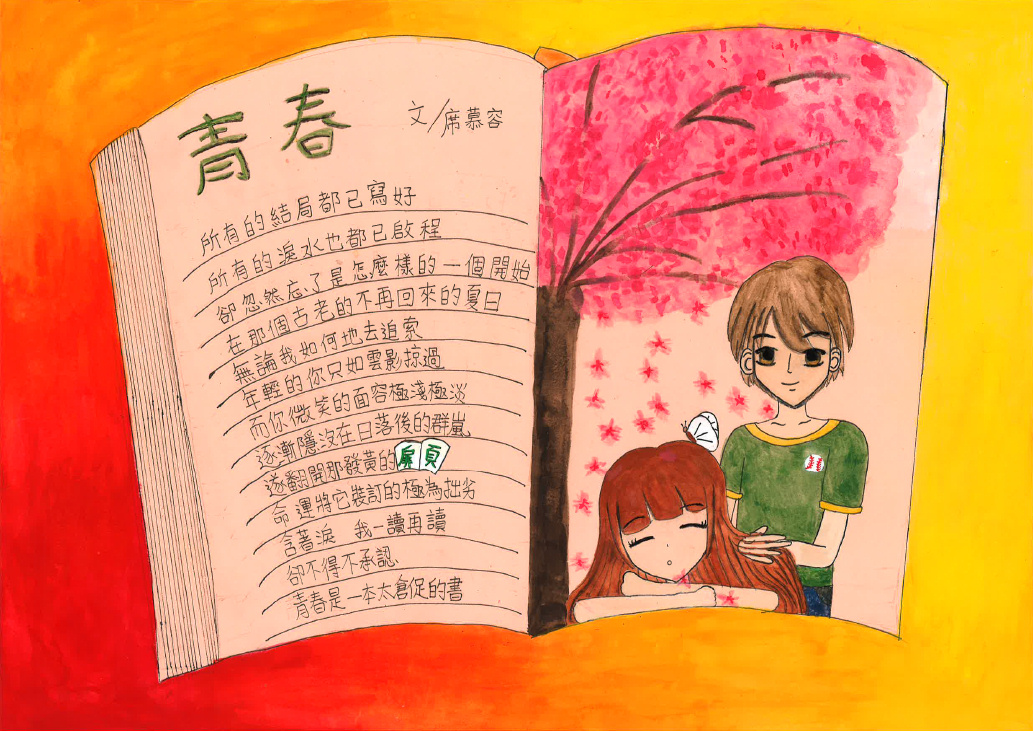 青春
文/席慕容
所有的結局都已寫好
所有的淚水也都已啟程
卻忽然忘了是怎麼樣的一個開始
在那個古老的不再回來的夏日
無論我如何地去追索
年輕的你只如雲影掠過
而你微笑的面容極淺極淡
逐漸隱沒在日落後的群嵐
遂翻開那發黃的扉頁
命運將它裝訂的極為拙劣
含著淚 我一讀再讀
卻不得不承認
青春是一本太倉促的書